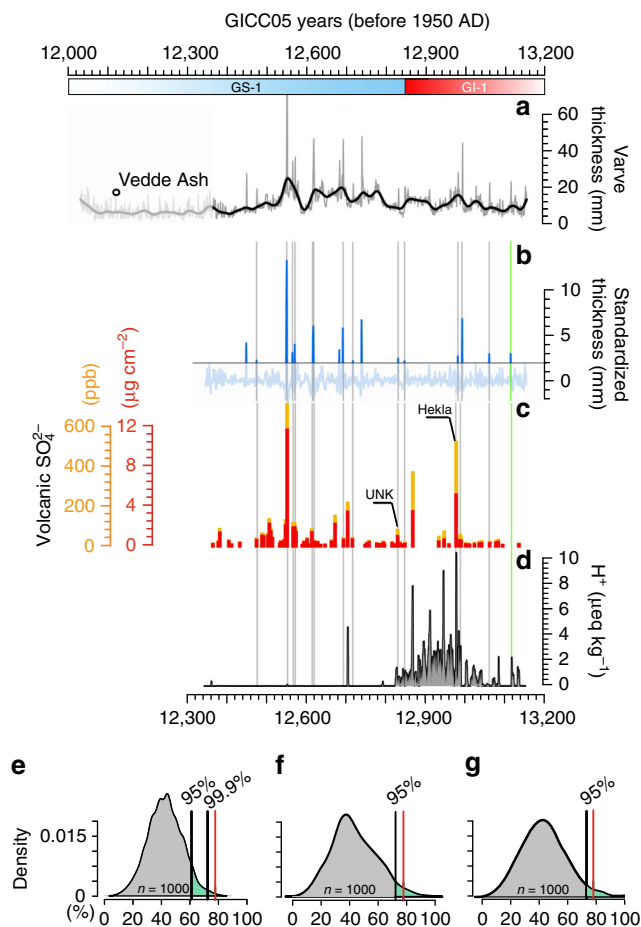 GICC05 years (before 1950 AD)
12,000 12,300 12,600 12,900 13,200
GS-1 GI-1
a
60
40
20
0
Varve
thickness (mm)
Vedde Ash
b
10
5
0
Standardized
thickness (mm)
c
Volcanic SO₄²⁻
(ppb)
(µg cm⁻²)
600
200
0
12
8
4
0
Hekla
UNK
d
10
8
6
4
2
0
H⁺ (µeq kg⁻¹)
12,300 12,600 12,900 13,200
e f g
95% 99.9% 95% 95%
Density
0.015
0
n = 1000 n = 1000 n = 1000
(%)
0 20 40 60 80 100 0 20 40 60 80 100 0 20 40 60 80 100